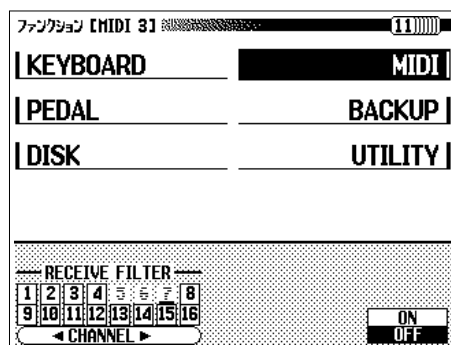 ファンクション [MIDI 3] 11
KEYBOARD MIDI
PEDAL BACKUP
DISK UTILITY
RECEIVE FILTER
1 2 3 4 5 6 7 8
9 10 11 12 13 14 15 16
◄ CHANNEL ►
ON
OFF